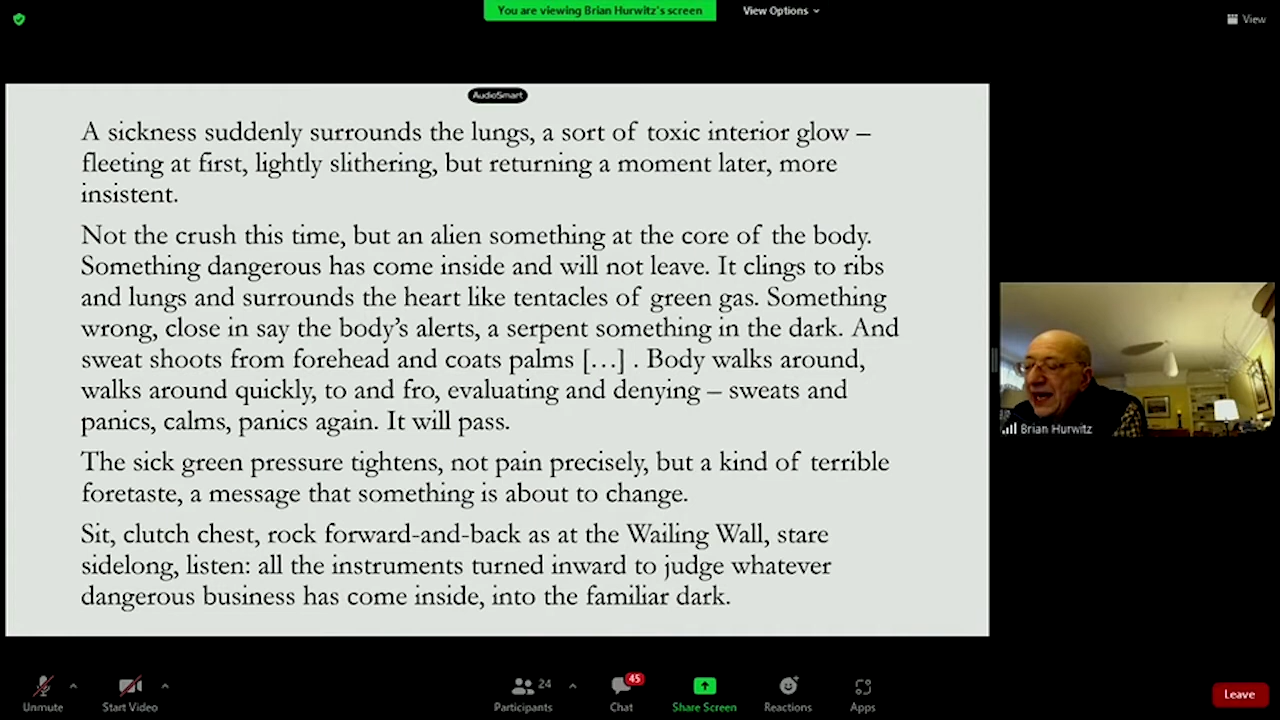 You are viewing Brian Hurwitz's screen
View Options
View
AudioSmart
A sickness suddenly surrounds the lungs, a sort of toxic interior glow –
fleeting at first, lightly slithering, but returning a moment later, more
insistent.
Not the crush this time, but an alien something at the core of the body.
Something dangerous has come inside and will not leave. It clings to ribs
and lungs and surrounds the heart like tentacles of green gas. Something
wrong, close in say the body's alerts, a serpent something in the dark. And
sweat shoots from forehead and coats palms […] . Body walks around,
walks around quickly, to and fro, evaluating and denying – sweats and
panics, calms, panics again. It will pass.
The sick green pressure tightens, not pain precisely, but a kind of terrible
foretaste, a message that something is about to change.
Sit, clutch chest, rock forward-and-back as at the Wailing Wall, stare
sidelong, listen: all the instruments turned inward to judge whatever
dangerous business has come inside, into the familiar dark.
Brian Hurwitz
Unmute
Start Video
24
Participants
45
Chat
Share Screen
Reactions
Apps
Leave